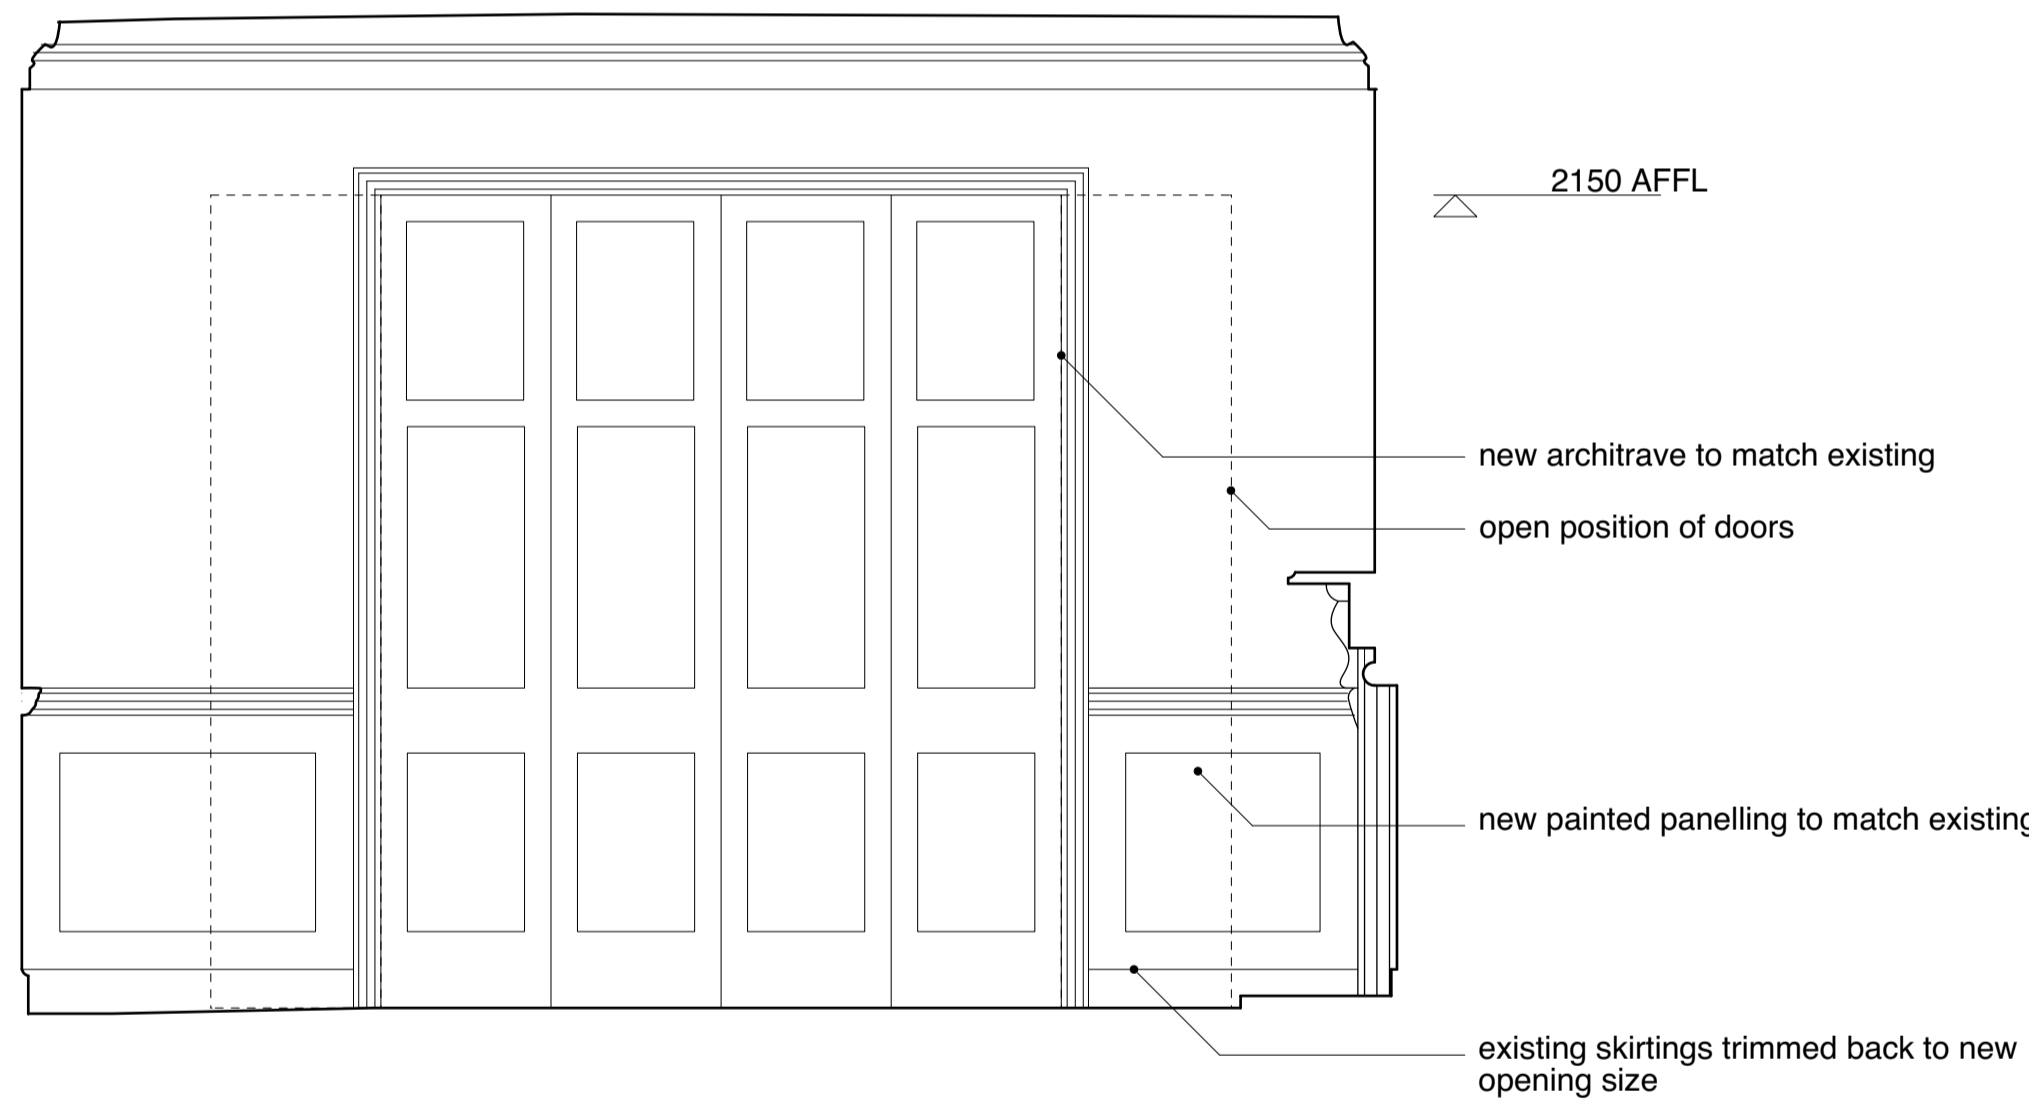 2150 AFFL
new architrave to match existing
open position of doors
new painted panelling to match existing
existing skirtings trimmed back to new
opening size